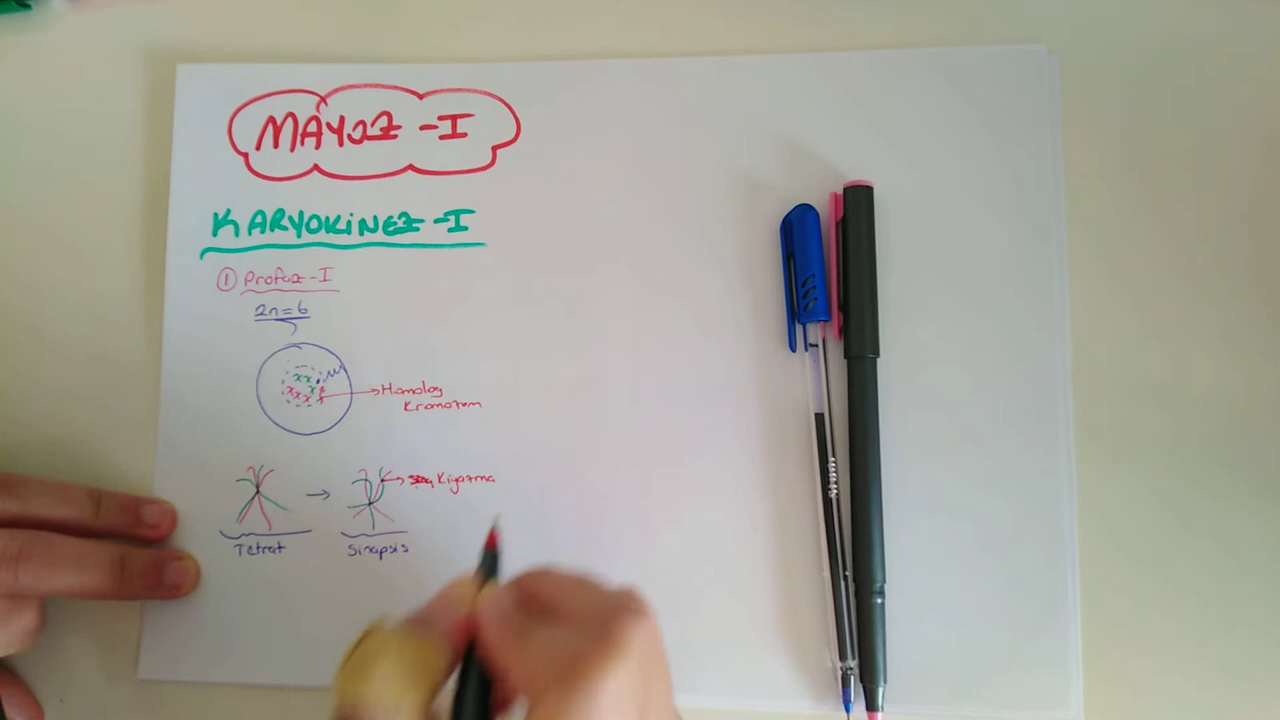 MAYOZ-I
KARYOKİNEZ-I
① Profaz-I
2n=6
Homolog
Kromozom
Kiyazma
Tetrat
Sinapsis